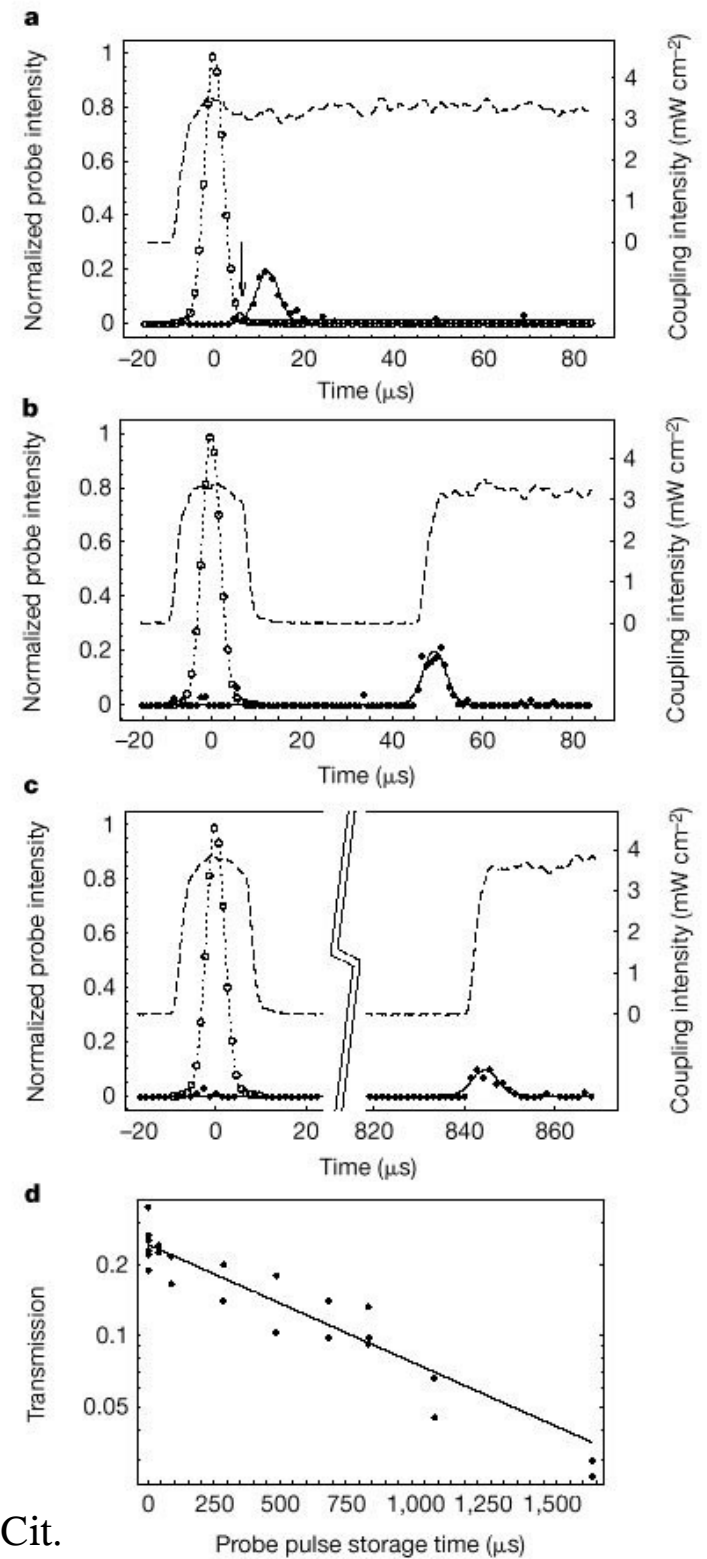 a
Normalized probe intensity
1
0.8
0.6
0.4
0.2
0
4
3
2
1
0
Coupling intensity (mW cm–2)
–20 0 20 40 60 80
Time (μs)
b
Normalized probe intensity
1
0.8
0.6
0.4
0.2
0
4
3
2
1
0
Coupling intensity (mW cm–2)
–20 0 20 40 60 80
Time (μs)
c
Normalized probe intensity
1
0.8
0.6
0.4
0.2
0
4
3
2
1
0
Coupling intensity (mW cm–2)
–20 0 20 820 840 860
Time (μs)
d
Transmission
0.2
0.1
0.05
0 250 500 750 1,000 1,250 1,500
Probe pulse storage time (μs)
Cit.